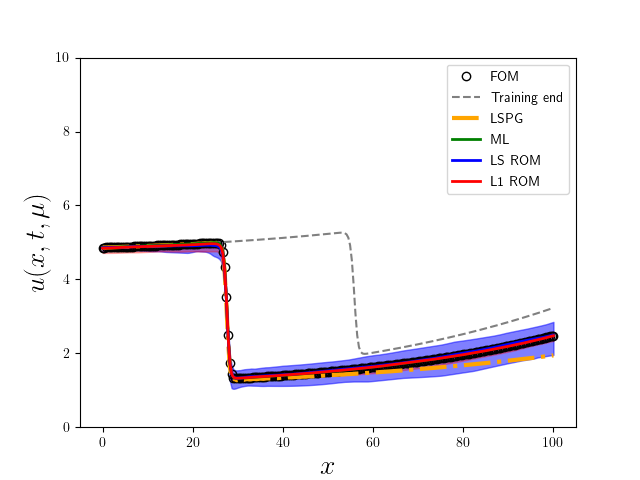 10
8
6
4
2
0
u(x, t, μ)
FOM
Training end
LSPG
ML
LS ROM
L1 ROM
0 20 40 60 80 100
x